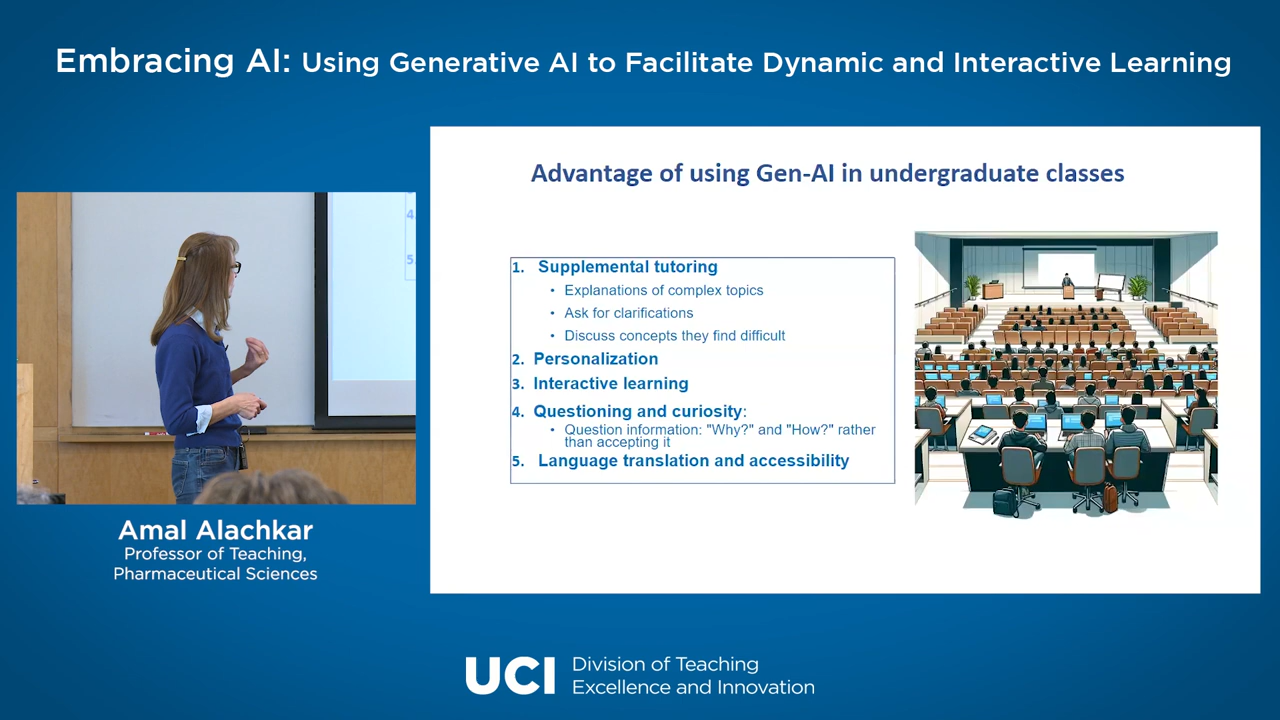 Embracing AI: Using Generative AI to Facilitate Dynamic and Interactive Learning
Advantage of using Gen-AI in undergraduate classes
1. Supplemental tutoring
• Explanations of complex topics
• Ask for clarifications
• Discuss concepts they find difficult
2. Personalization
3. Interactive learning
4. Questioning and curiosity:
• Question information: "Why?" and "How?" rather
than accepting it
5. Language translation and accessibility
4.
5.
Amal Alachkar
Professor of Teaching,
Pharmaceutical Sciences
UCI
Division of Teaching
Excellence and Innovation